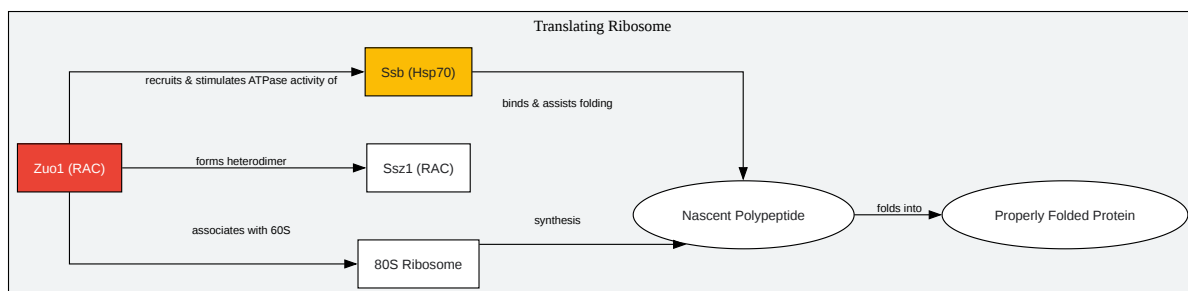 Translating Ribosome
Ssb (Hsp70)
recruits & stimulates ATPase activity of
binds & assists folding
Zuo1 (RAC)
forms heterodimer
Ssz1 (RAC)
Nascent Polypeptide
folds into
Properly Folded Protein
associates with 60S
synthesis
80S Ribosome